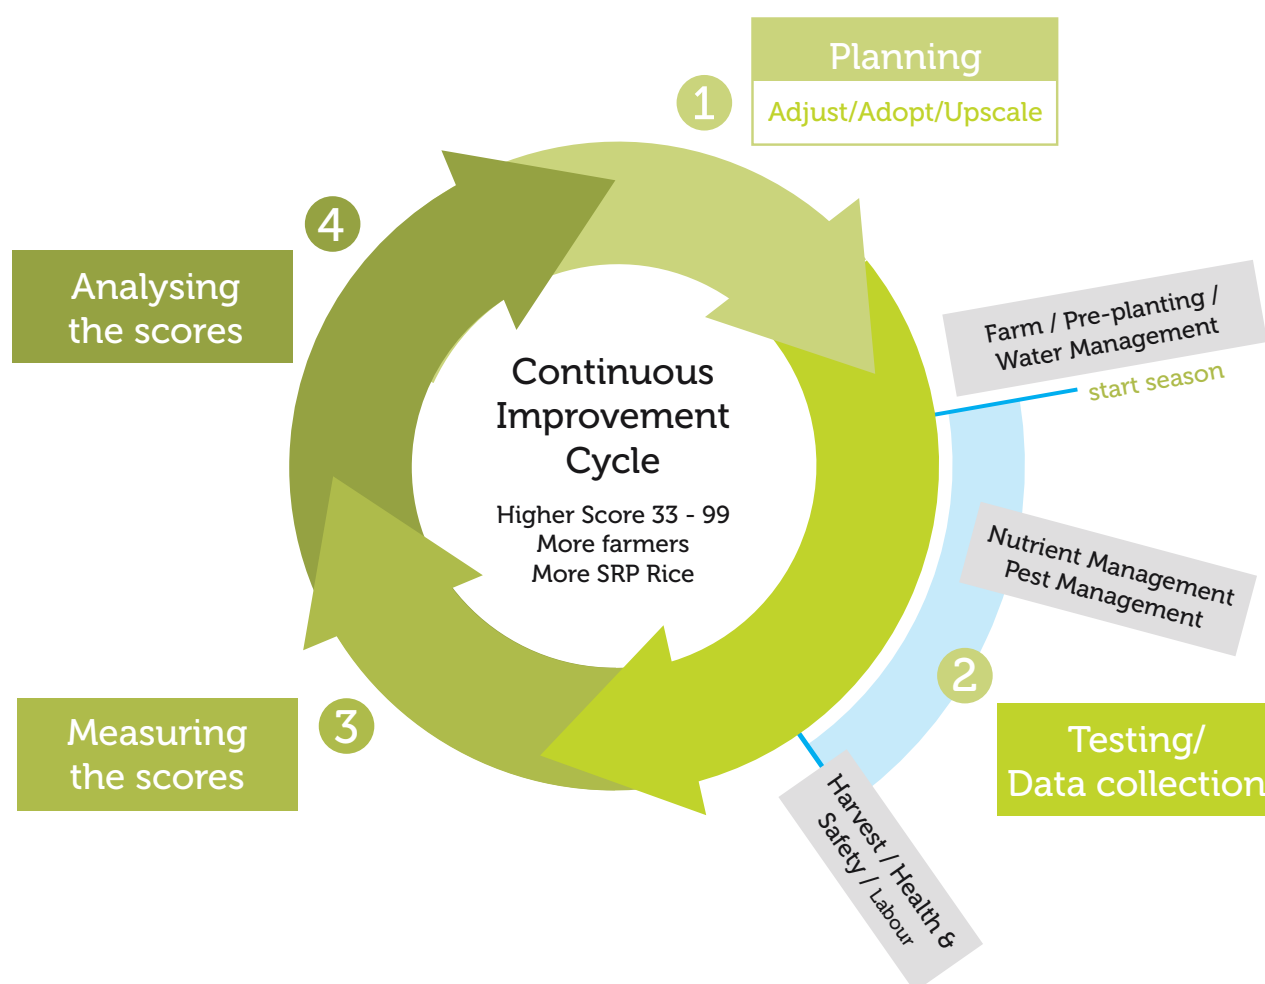 1
Planning
Adjust/Adopt/Upscale
4
Analysing
the scores
Farm / Pre-planting /
Water Management
start season
Continuous
Improvement
Cycle
Higher Score 33 - 99
More farmers
More SRP Rice
Nutrient Management
Pest Management
2
Testing/
Data collection
3
Measuring
the scores
Harvest / Health &
Safety / Labour